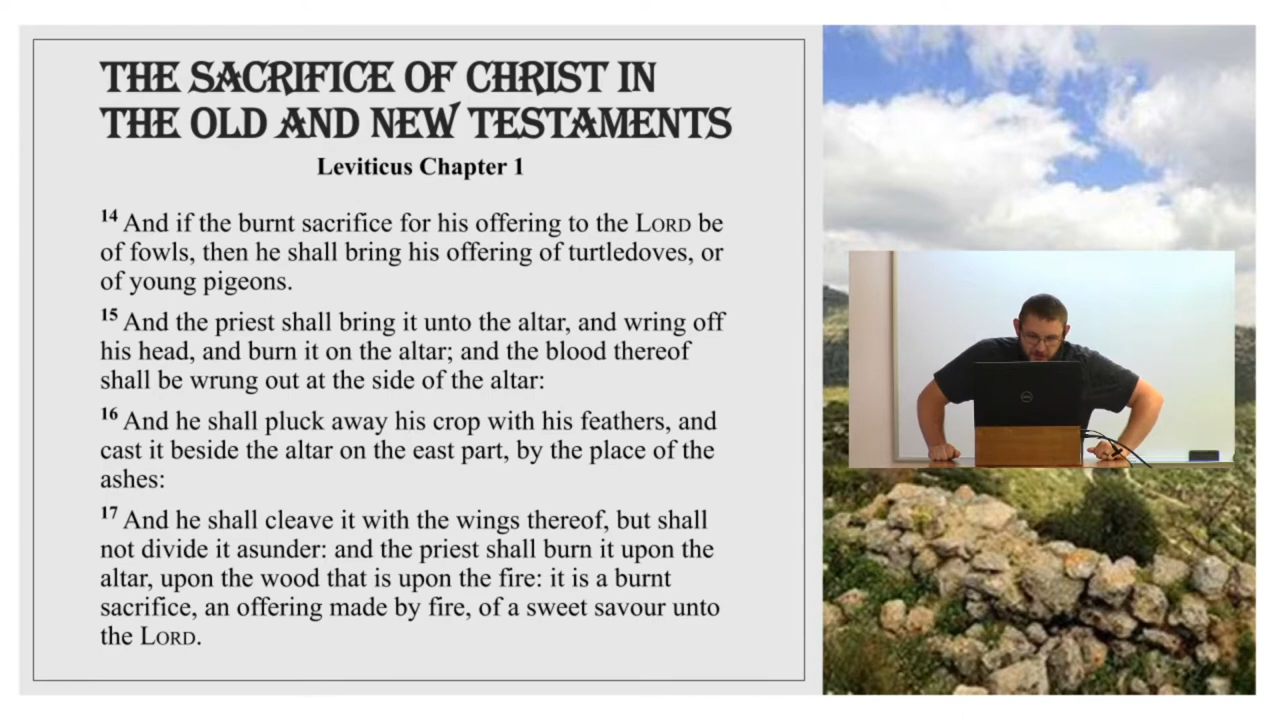 THE SACRIFICE OF CHRIST IN
THE OLD AND NEW TESTAMENTS
Leviticus Chapter 1
14 And if the burnt sacrifice for his offering to the LORD be
of fowls, then he shall bring his offering of turtledoves, or
of young pigeons.
15 And the priest shall bring it unto the altar, and wring off
his head, and burn it on the altar; and the blood thereof
shall be wrung out at the side of the altar:
16 And he shall pluck away his crop with his feathers, and
cast it beside the altar on the east part, by the place of the
ashes:
17 And he shall cleave it with the wings thereof, but shall
not divide it asunder: and the priest shall burn it upon the
altar, upon the wood that is upon the fire: it is a burnt
sacrifice, an offering made by fire, of a sweet savour unto
the LORD.